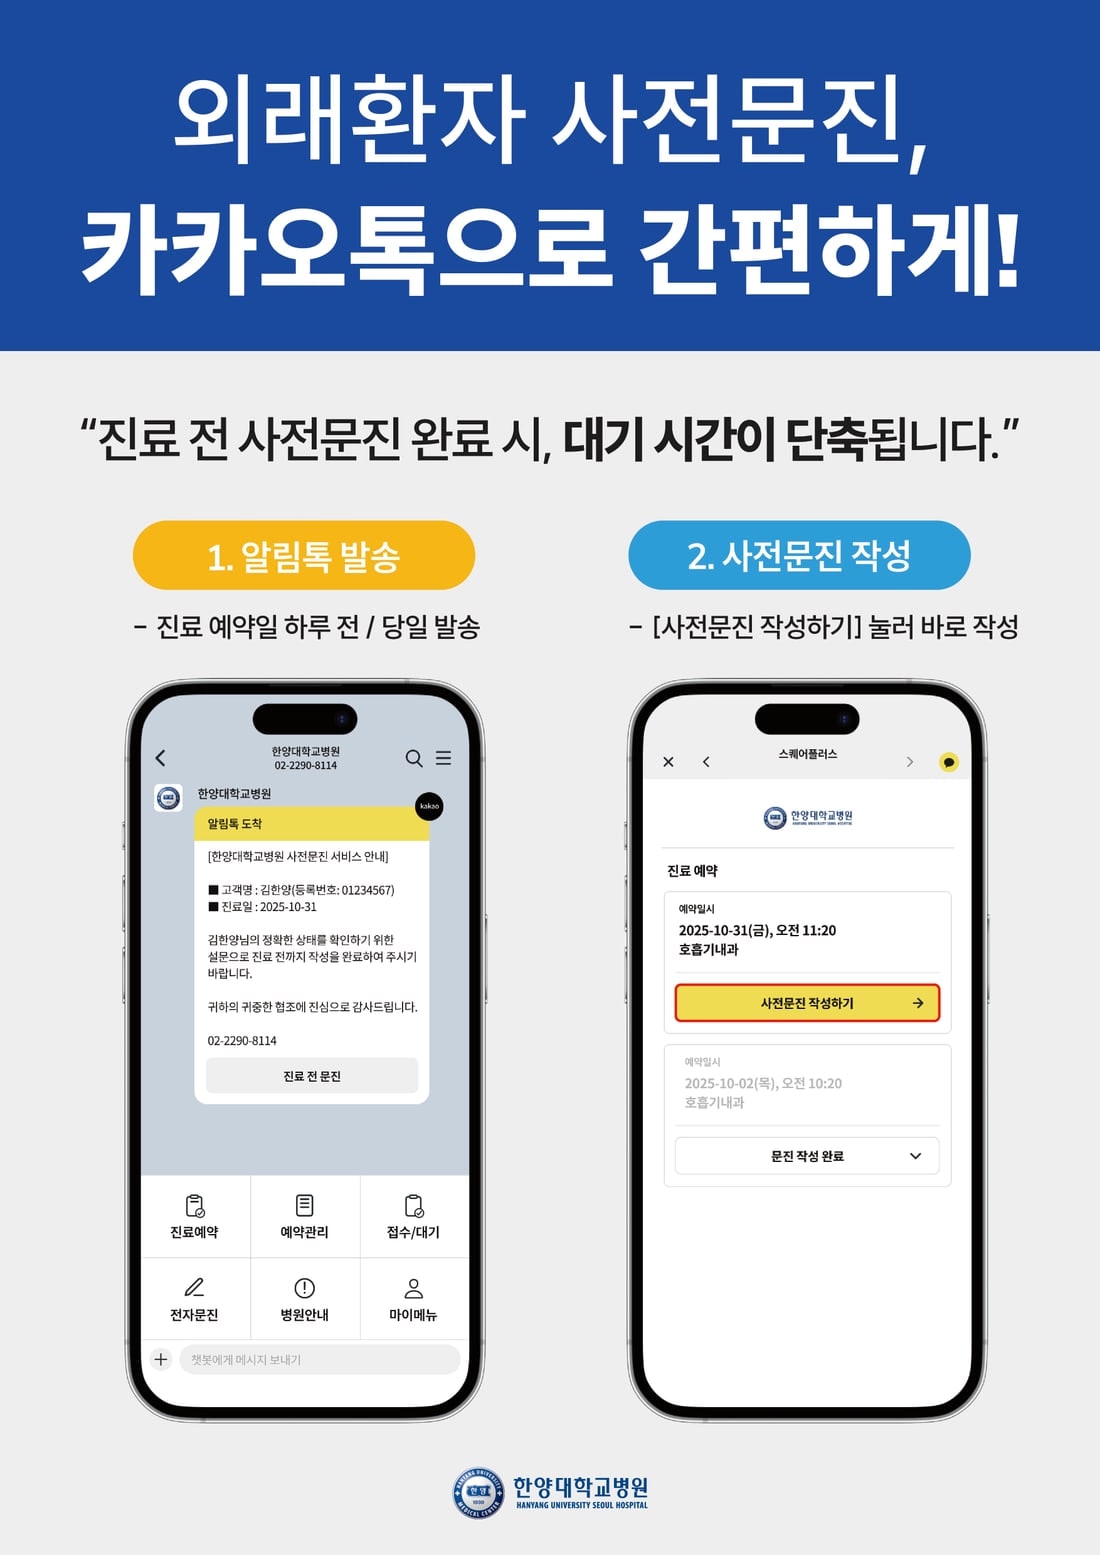 외래환자 사전문진,
카카오톡으로 간편하게!
“진료 전 사전문진 완료 시, 대기 시간이 단축됩니다.”
1. 알림톡 발송
- 진료 예약일 하루 전 / 당일 발송
한양대학교병원
02-2290-8114
한양대학교병원
kakao
알림톡 도착
[한양대학교병원 사전문진 서비스 안내]
■ 고객명 : 김한양(등록번호: 01234567)
■ 진료일 : 2025-10-31
김한양님의 정확한 상태를 확인하기 위한
설문으로 진료 전까지 작성을 완료하여 주시기
바랍니다.
귀하의 귀중한 협조에 진심으로 감사드립니다.
02-2290-8114
진료 전 문진
진료예약
예약관리
접수/대기
전자문진
병원안내
마이메뉴
챗봇에게 메시지 보내기
2. 사전문진 작성
- [사전문진 작성하기] 눌러 바로 작성
스퀘어플러스
한양대학교병원
HANYANG UNIVERSITY SEOUL HOSPITAL
진료 예약
예약일시
2025-10-31(금), 오전 11:20
호흡기내과
사전문진 작성하기
예약일시
2025-10-02(목), 오전 10:20
호흡기내과
문진 작성 완료
HANYANG UNIVERSITY
한양
MEDICAL CENTER
한양대학교병원
HANYANG UNIVERSITY SEOUL HOSPITAL